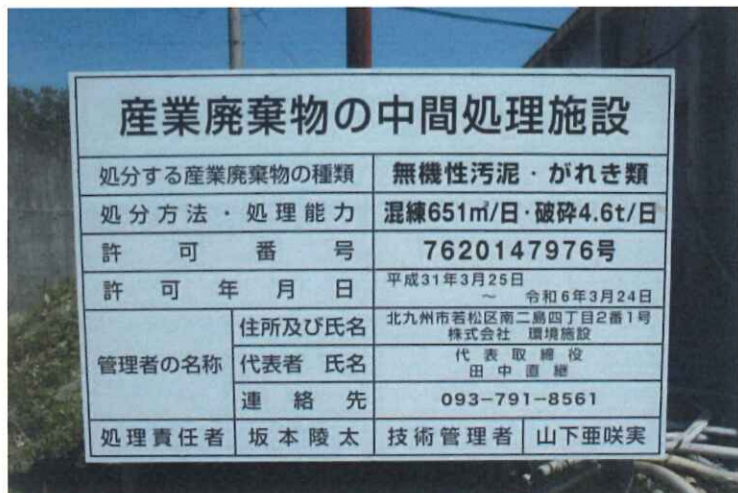 産業廃棄物の中間処理施設
処分する産業廃棄物の種類 無機性汚泥・がれき類
処分方法・処理能力 混練651㎥/日・破砕4.6t/日
許可番号 7620147976号
許可年月日 平成31年3月25日
～ 令和6年3月24日
管理者の名称 住所及び氏名 北九州市若松区南二島四丁目2番1号
株式会社 環境施設
代表者 氏名 代表取締役
田中直継
連絡先 093-791-8561
処理責任者 坂本陵太 技術管理者 山下亜咲実